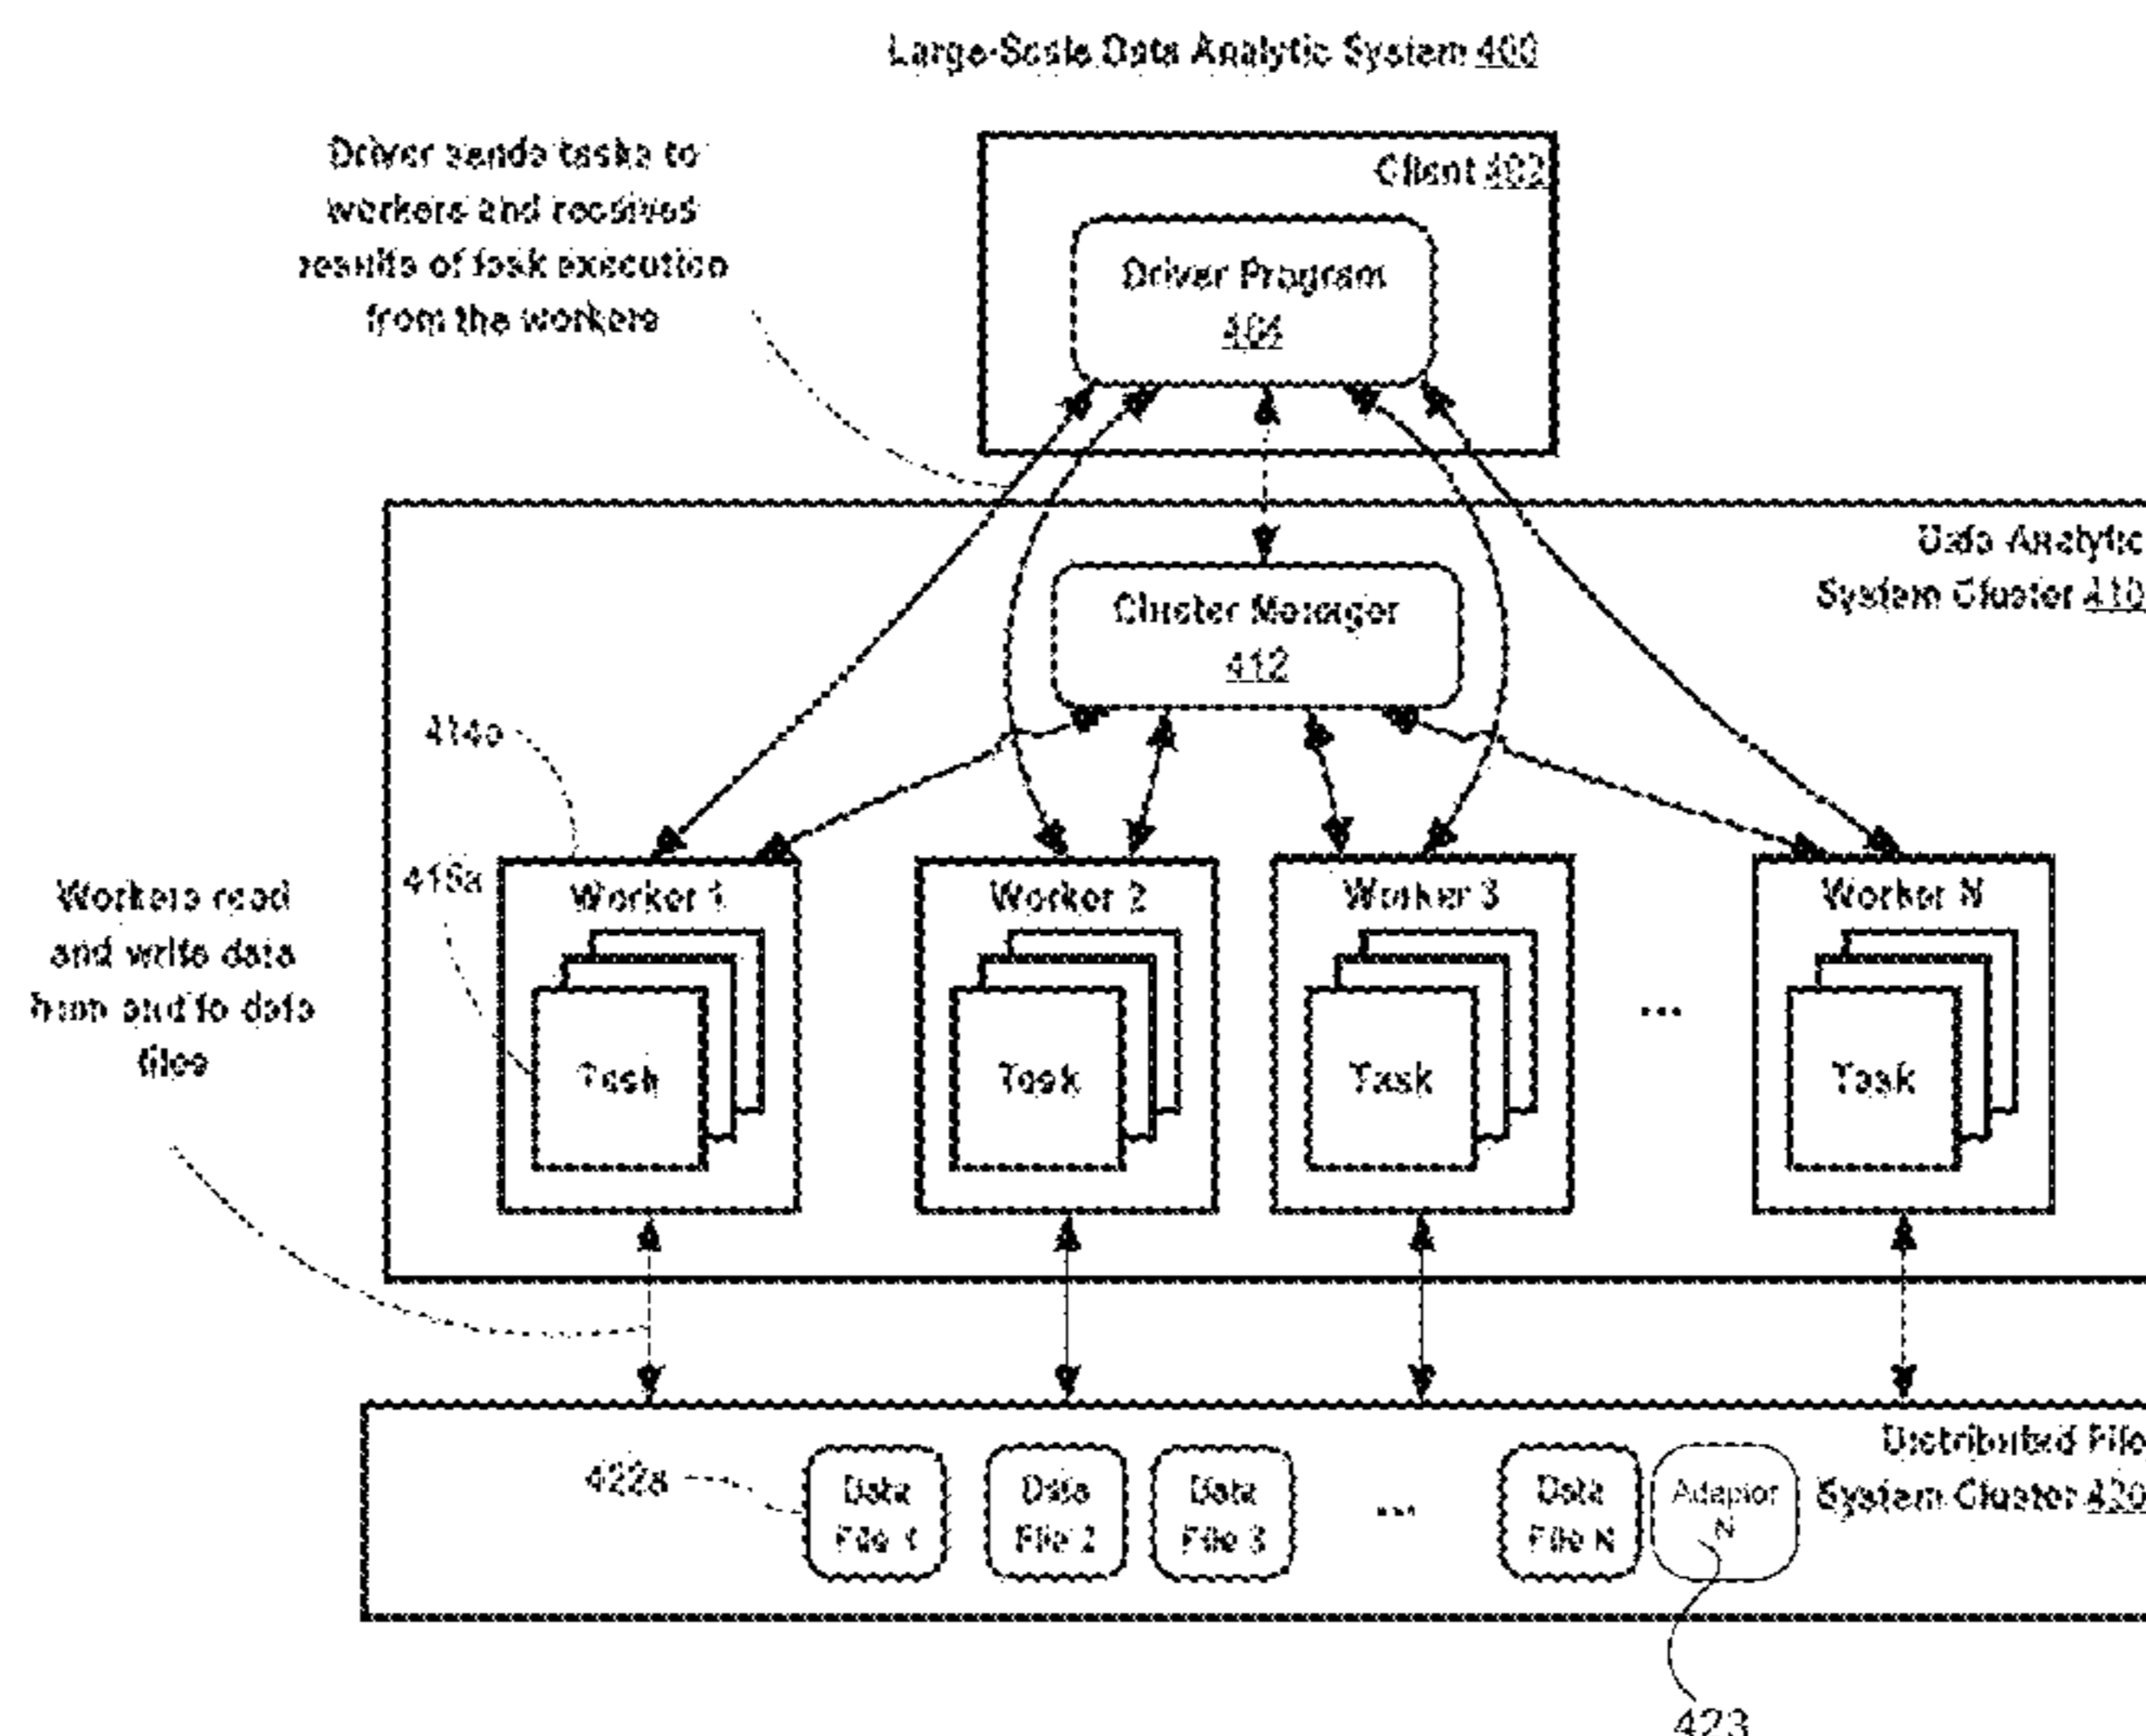 Large-Scale Data Analytic System 400
Driver sends tasks to
workers and receives
results of task execution
from the workers
Client 402
Driver Program
404
Data Analytic
System Cluster 410
Cluster Manager
412
414a
416a
Workers read
and write data
from and to data
files
Worker 1
Task
Worker 2
Task
Worker 3
Task
...
Worker N
Task
Distributed File
System Cluster 420
422a
Data
File 1
Data
File 2
Data
File 3
...
Data
File N
Adaptor
N
423